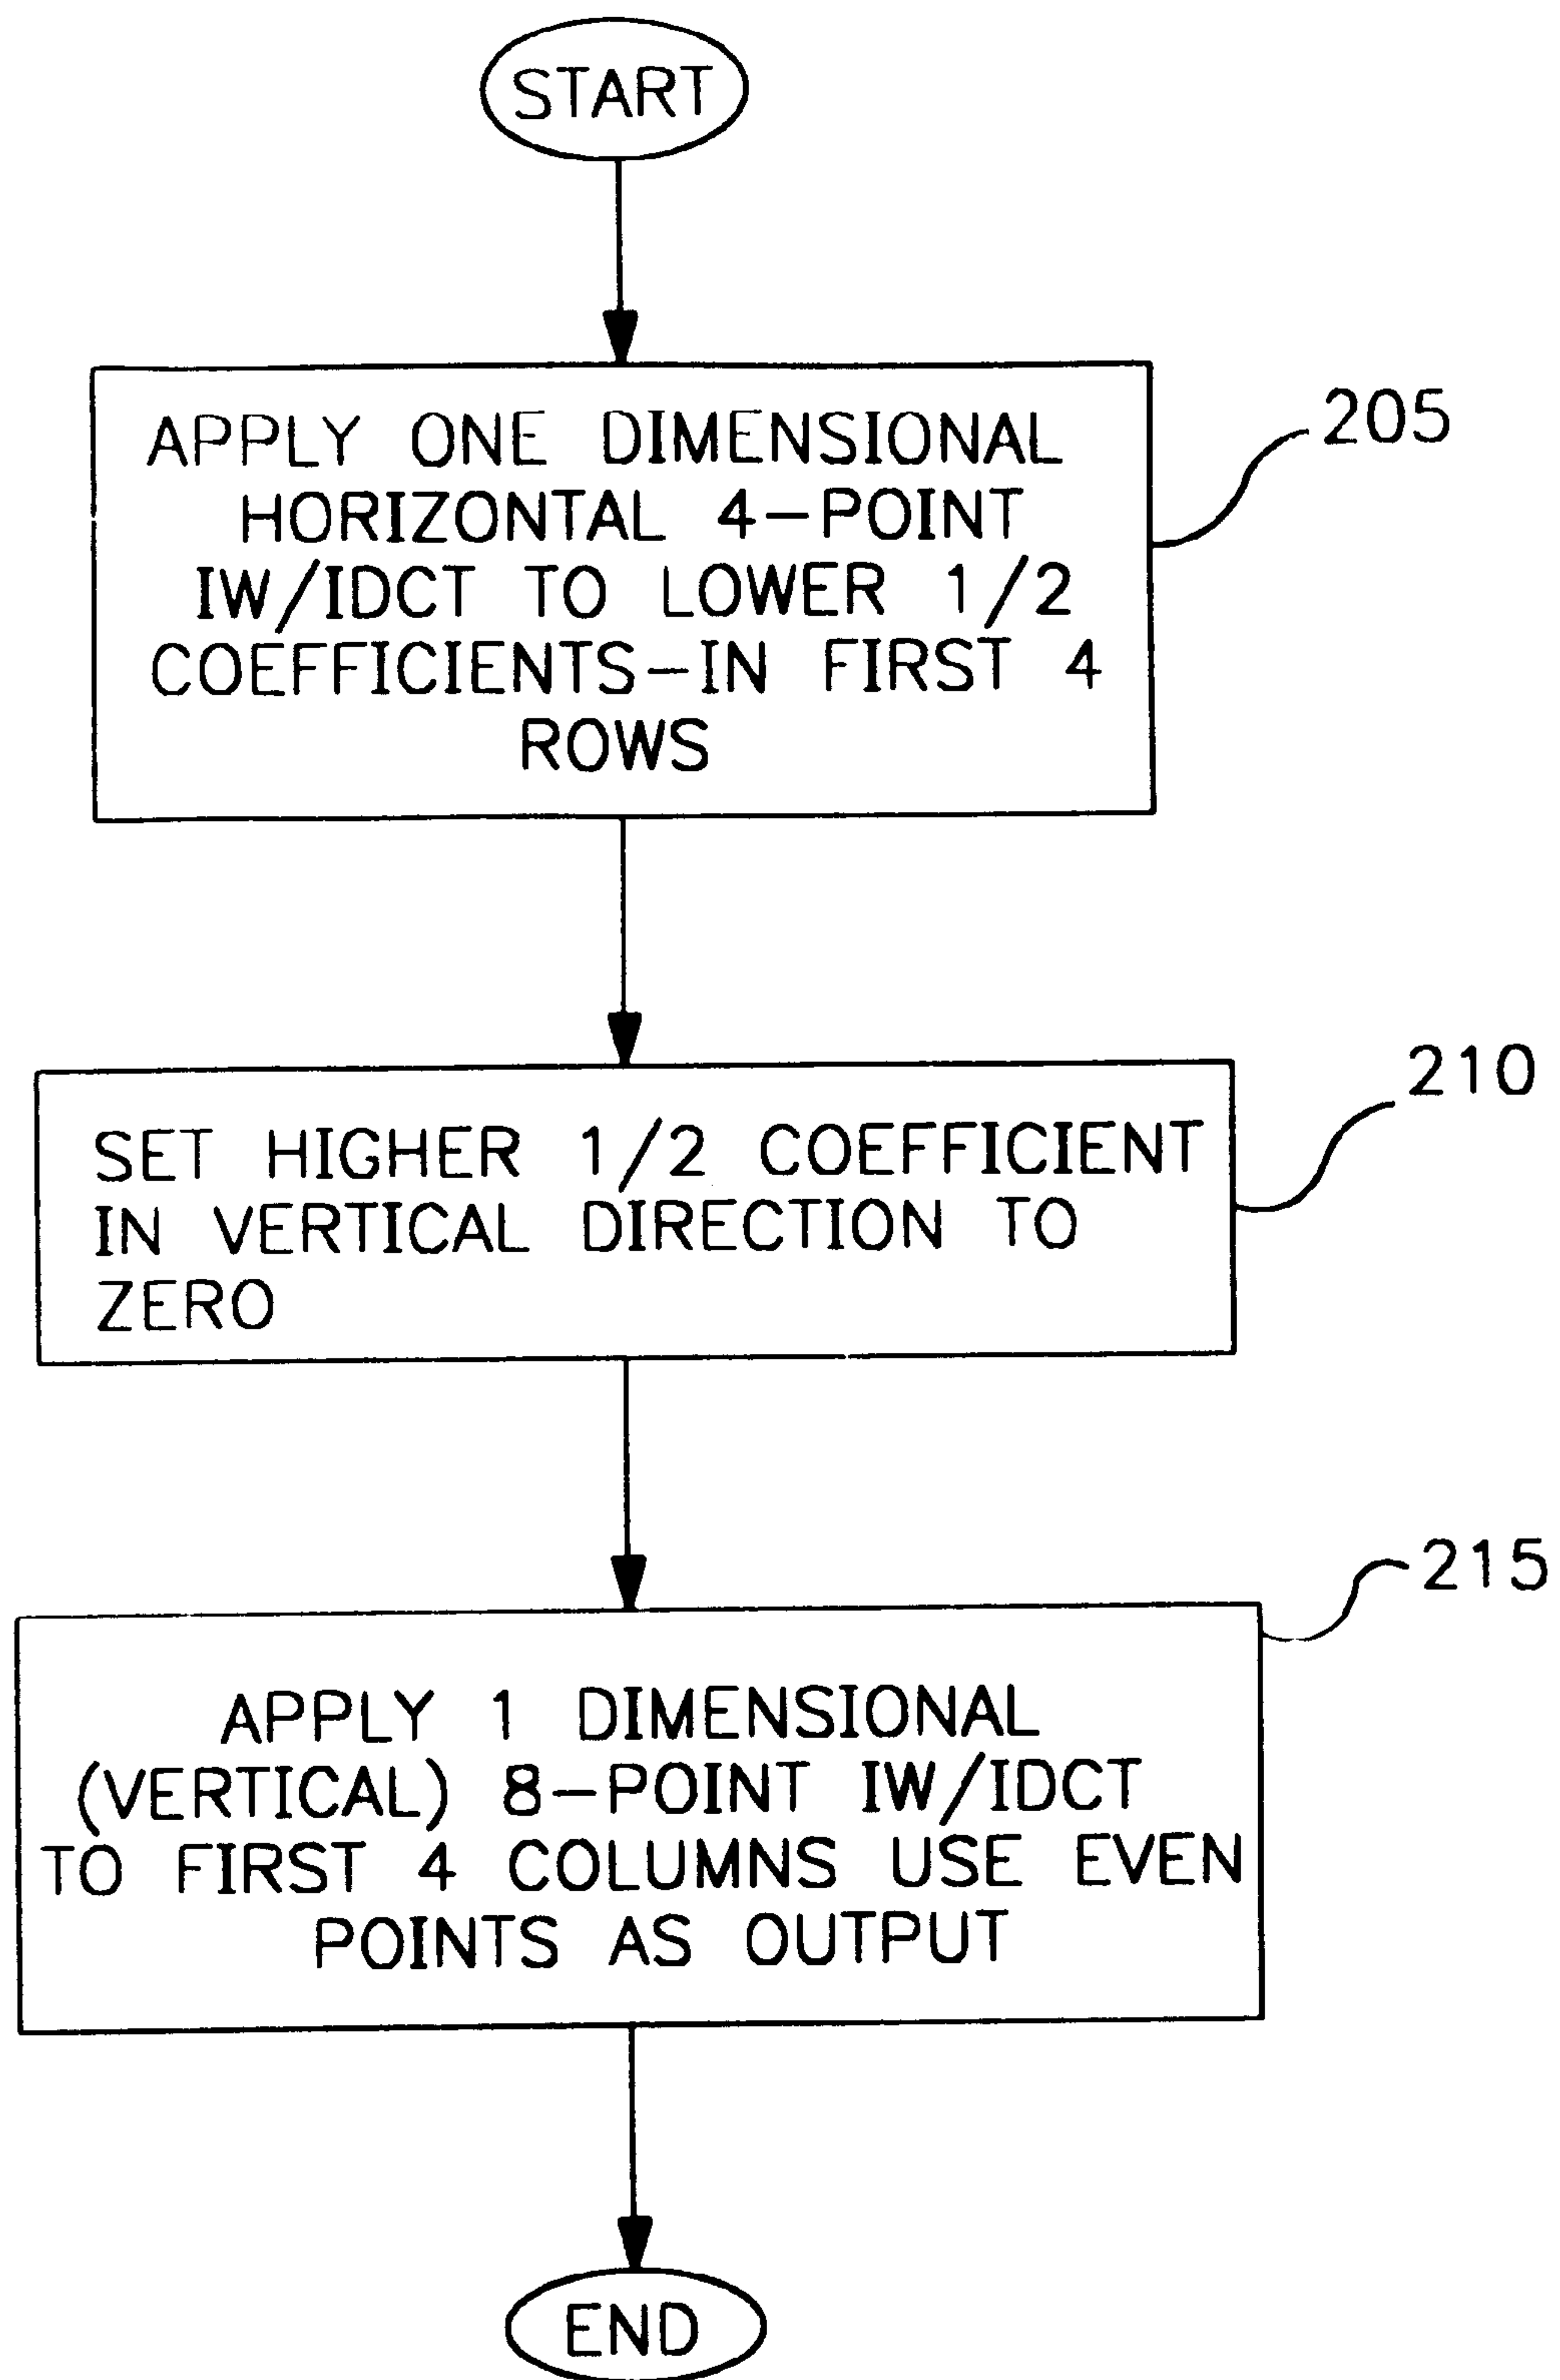 START
APPLY ONE DIMENSIONAL
HORIZONTAL 4-POINT
IW/IDCT TO LOWER 1/2
COEFFICIENTS-IN FIRST 4
ROWS
205
SET HIGHER 1/2 COEFFICIENT
IN VERTICAL DIRECTION TO
ZERO
210
APPLY 1 DIMENSIONAL
(VERTICAL) 8-POINT IW/IDCT
TO FIRST 4 COLUMNS USE EVEN
POINTS AS OUTPUT
215
END